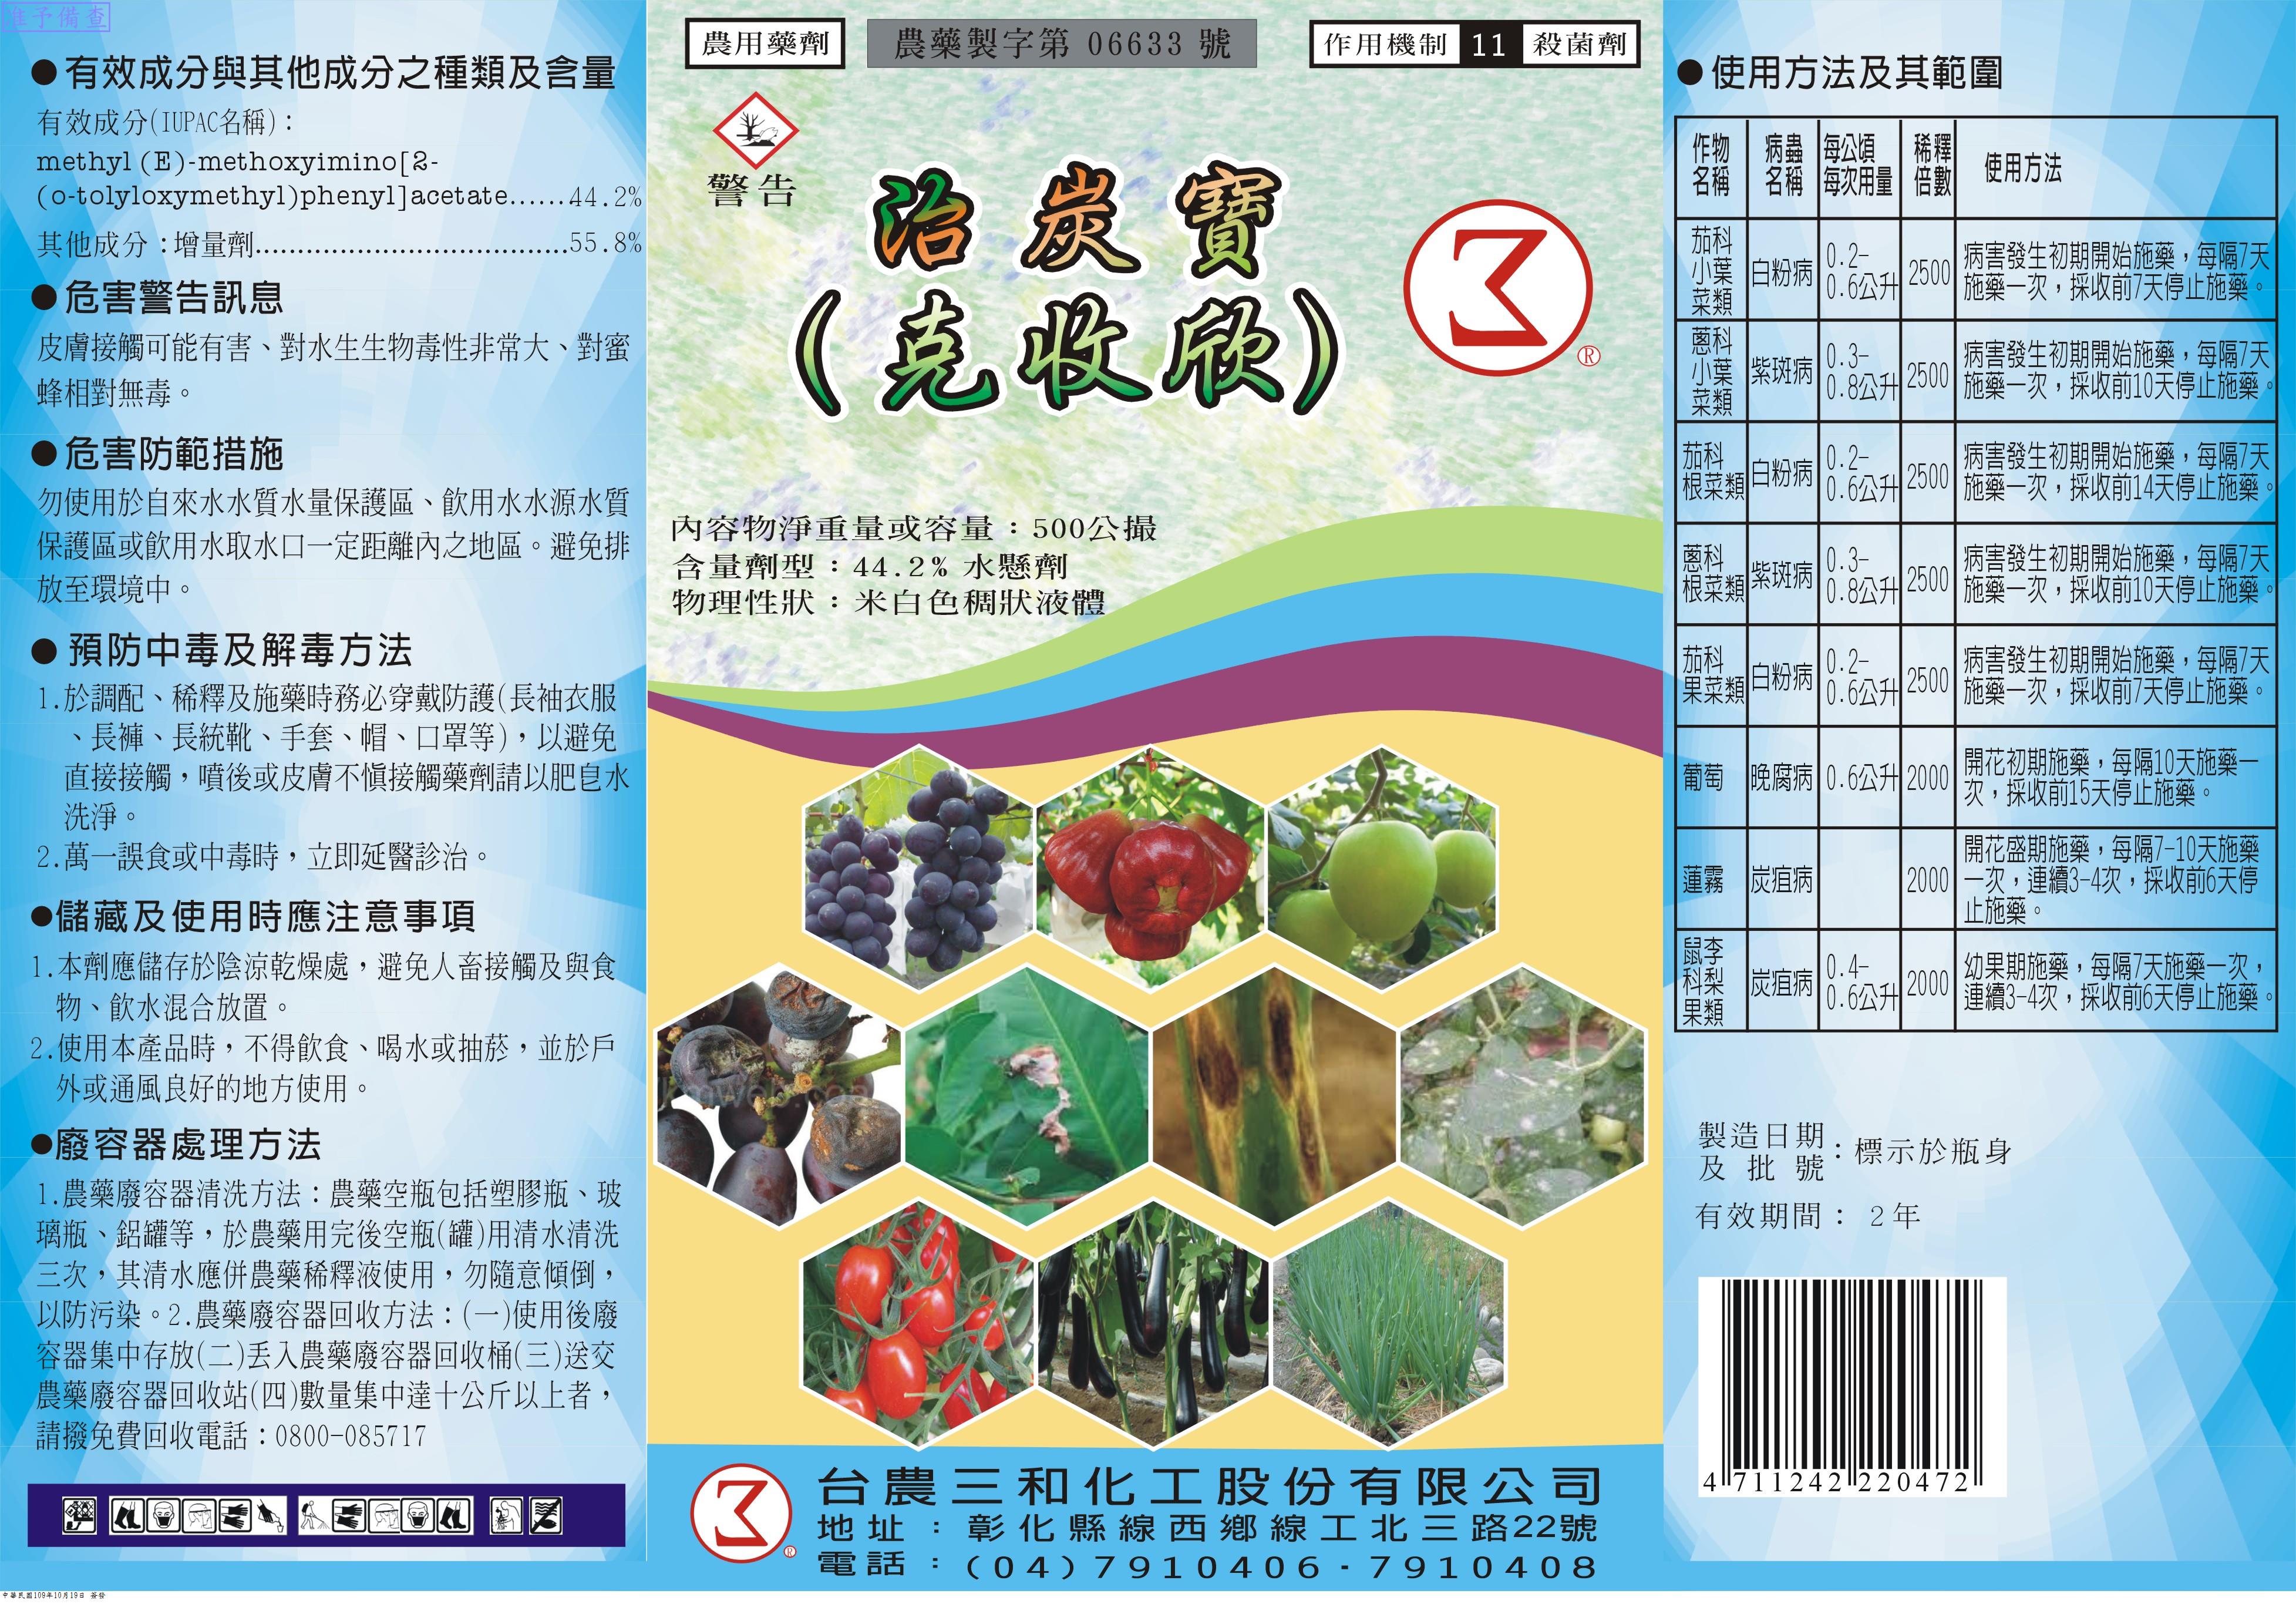 准予備查
●有效成分與其他成分之種類及含量
有效成分(IUPAC名稱)：
methyl (E)-methoxyimino[2-
(o-tolyloxymethyl)phenyl]acetate......44.2%
其他成分：增量劑.....................................55.8%
●危害警告訊息
皮膚接觸可能有害、對水生生物毒性非常大、對蜜
蜂相對無毒。
●危害防範措施
勿使用於自來水水質水量保護區、飲用水水源水質
保護區或飲用水取水口一定距離內之地區。避免排
放至環境中。
●預防中毒及解毒方法
1.於調配、稀釋及施藥時務必穿戴防護(長袖衣服
、長褲、長統靴、手套、帽、口罩等)，以避免
直接接觸，噴後或皮膚不慎接觸藥劑請以肥皂水
洗淨。
2.萬一誤食或中毒時，立即延醫診治。
●儲藏及使用時應注意事項
1.本劑應儲存於陰涼乾燥處，避免人畜接觸及與食
物、飲水混合放置。
2.使用本產品時，不得飲食、喝水或抽菸，並於戶
外或通風良好的地方使用。
●廢容器處理方法
1.農藥廢容器清洗方法：農藥空瓶包括塑膠瓶、玻
璃瓶、鋁罐等，於農藥用完後空瓶(罐)用清水清洗
三次，其清水應併農藥稀釋液使用，勿隨意傾倒，
以防污染。2.農藥廢容器回收方法：(一)使用後廢
容器集中存放(二)丟入農藥廢容器回收桶(三)送交
農藥廢容器回收站(四)數量集中達十公斤以上者，
請撥免費回收電話：0800-085717
中華民國109年10月19日 簽發
農用藥劑
農藥製字第 06633 號
作用機制 11 殺菌劑
警告
治炭寶
(克收欣)
®
內容物淨重量或容量：500公撮
含量劑型：44.2% 水懸劑
物理性狀：米白色稠狀液體
®
台農三和化工股份有限公司
地址：彰化縣線西鄉線工北三路22號
電話：(04)7910406-7910408
●使用方法及其範圍
作物名稱 病蟲名稱 每公頃每次用量 稀釋倍數 使用方法
茄科小葉菜類 白粉病 0.2-0.6公升 2500 病害發生初期開始施藥，每隔7天施藥一次，採收前7天停止施藥。
蔥科小葉菜類 紫斑病 0.3-0.8公升 2500 病害發生初期開始施藥，每隔7天施藥一次，採收前10天停止施藥。
茄科根菜類 白粉病 0.2-0.6公升 2500 病害發生初期開始施藥，每隔7天施藥一次，採收前14天停止施藥。
蔥科根菜類 紫斑病 0.3-0.8公升 2500 病害發生初期開始施藥，每隔7天施藥一次，採收前10天停止施藥。
茄科果菜類 白粉病 0.2-0.6公升 2500 病害發生初期開始施藥，每隔7天施藥一次，採收前7天停止施藥。
葡萄 晚腐病 0.6公升 2000 開花初期施藥，每隔10天施藥一次，採收前15天停止施藥。
蓮霧 炭疽病 2000 開花盛期施藥，每隔7-10天施藥一次，連續3-4次，採收前6天停止施藥。
鼠李科梨果類 炭疽病 0.4-0.6公升 2000 幼果期施藥，每隔7天施藥一次，連續3-4次，採收前6天停止施藥。
製造日期及批號：標示於瓶身
有效期間：2年
4 711242 220472